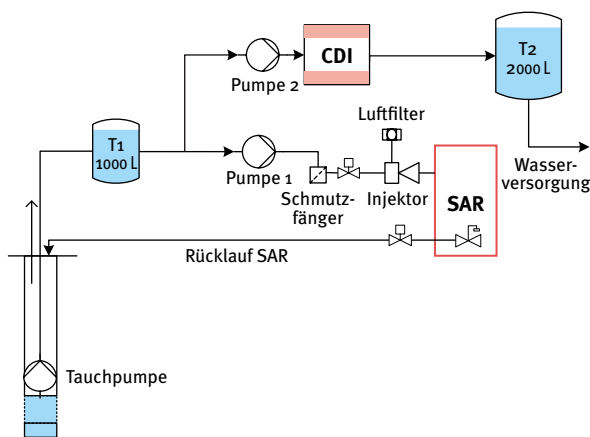 CDI
T2
2000 L
Pumpe 2
Luftfilter
T1
1000 L
Wasser-
versorgung
Pumpe 1
Schmutz-
fänger
Injektor
SAR
Rücklauf SAR
Tauchpumpe